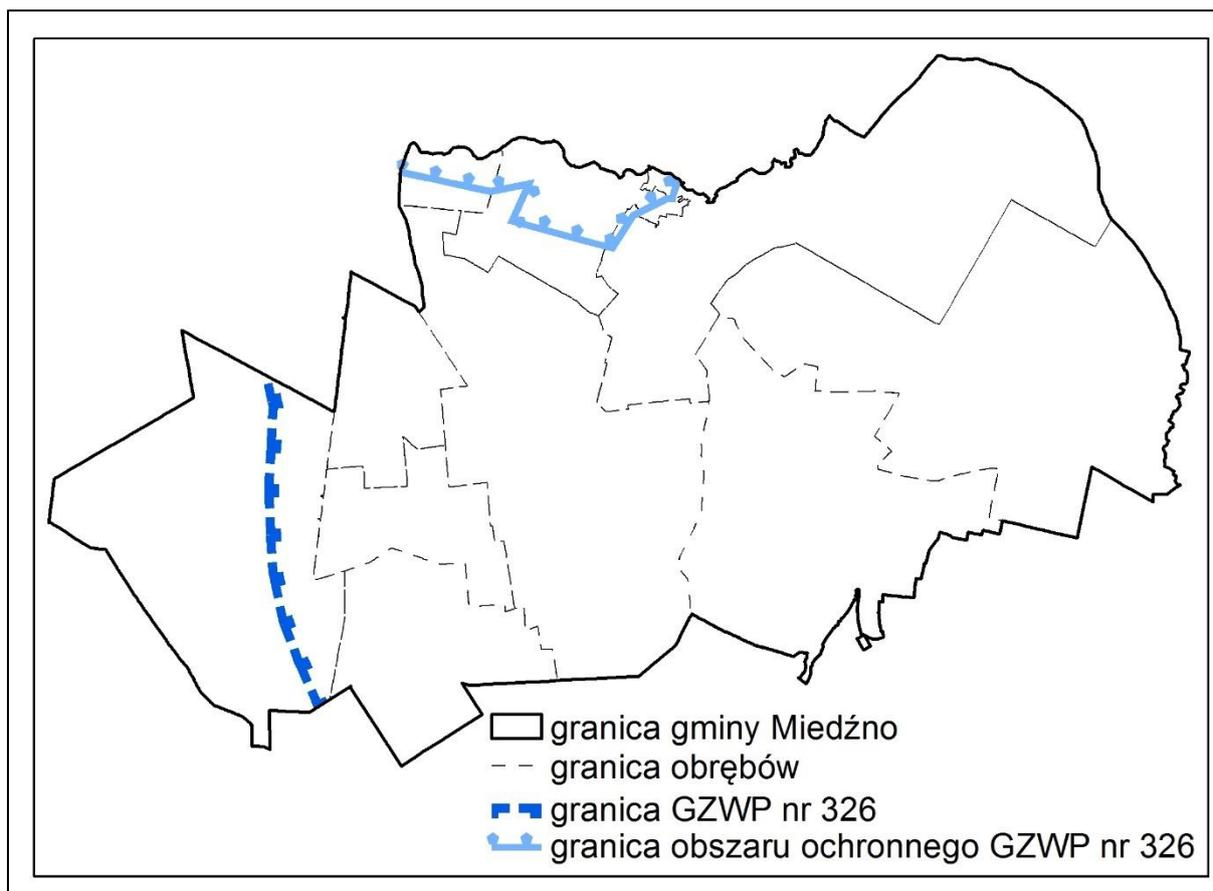 granica gminy Miedźno
granica obrębów
granica GZWP nr 326
granica obszaru ochronnego GZWP nr 326